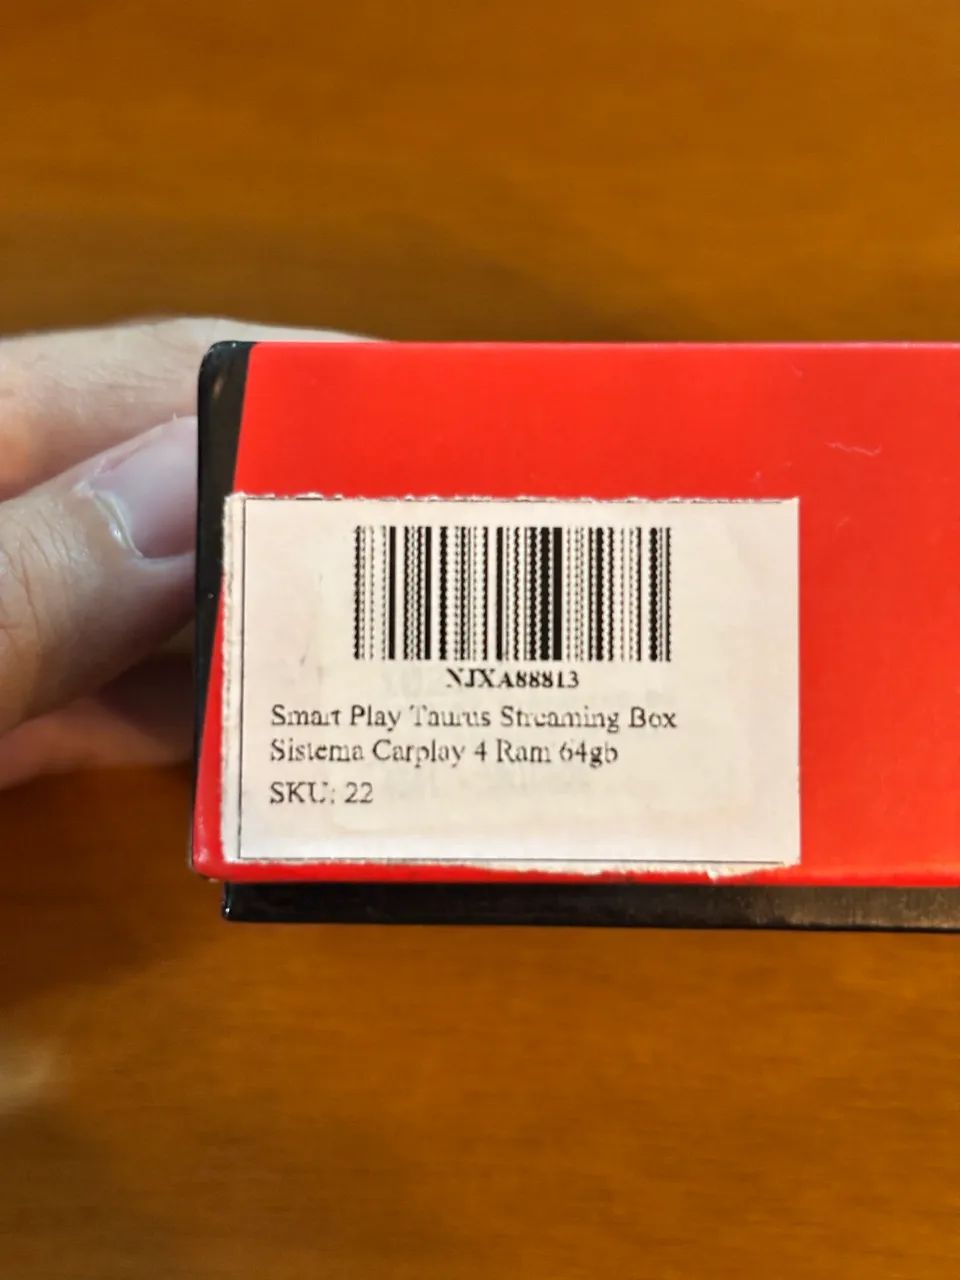 NJXA88813
Smart Play Taurus Streaming Box
Sistema Carplay 4 Ram 64gb
SKU: 22